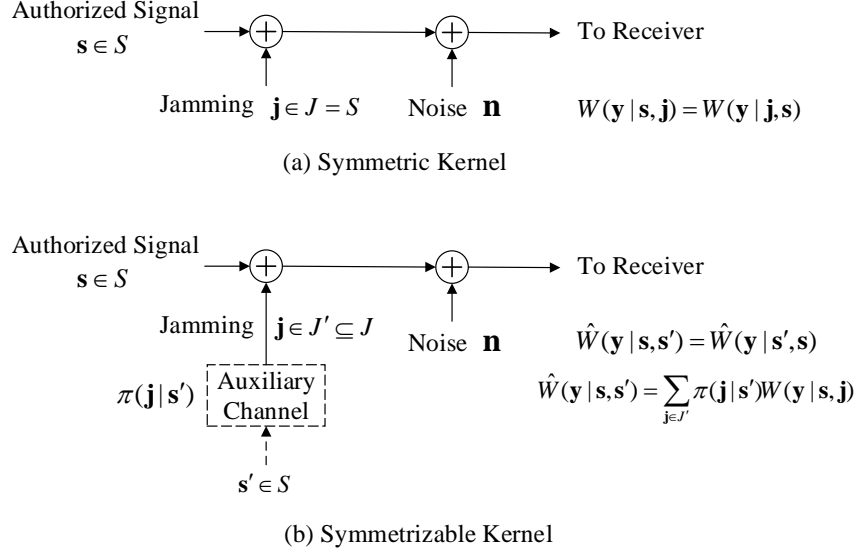 Authorized Signal
s ∈ S
+
+
To Receiver
Jamming j ∈ J = S
Noise n
W(y | s, j) = W(y | j, s)
(a) Symmetric Kernel
Authorized Signal
s ∈ S
+
+
To Receiver
Jamming j ∈ J′ ⊆ J
Noise n
Ŵ(y | s, s′) = Ŵ(y | s′, s)
π(j | s′)
Auxiliary
Channel
Ŵ(y | s, s′) = ∑ π(j | s′)W(y | s, j)
j∈J′
s′ ∈ S
(b) Symmetrizable Kernel